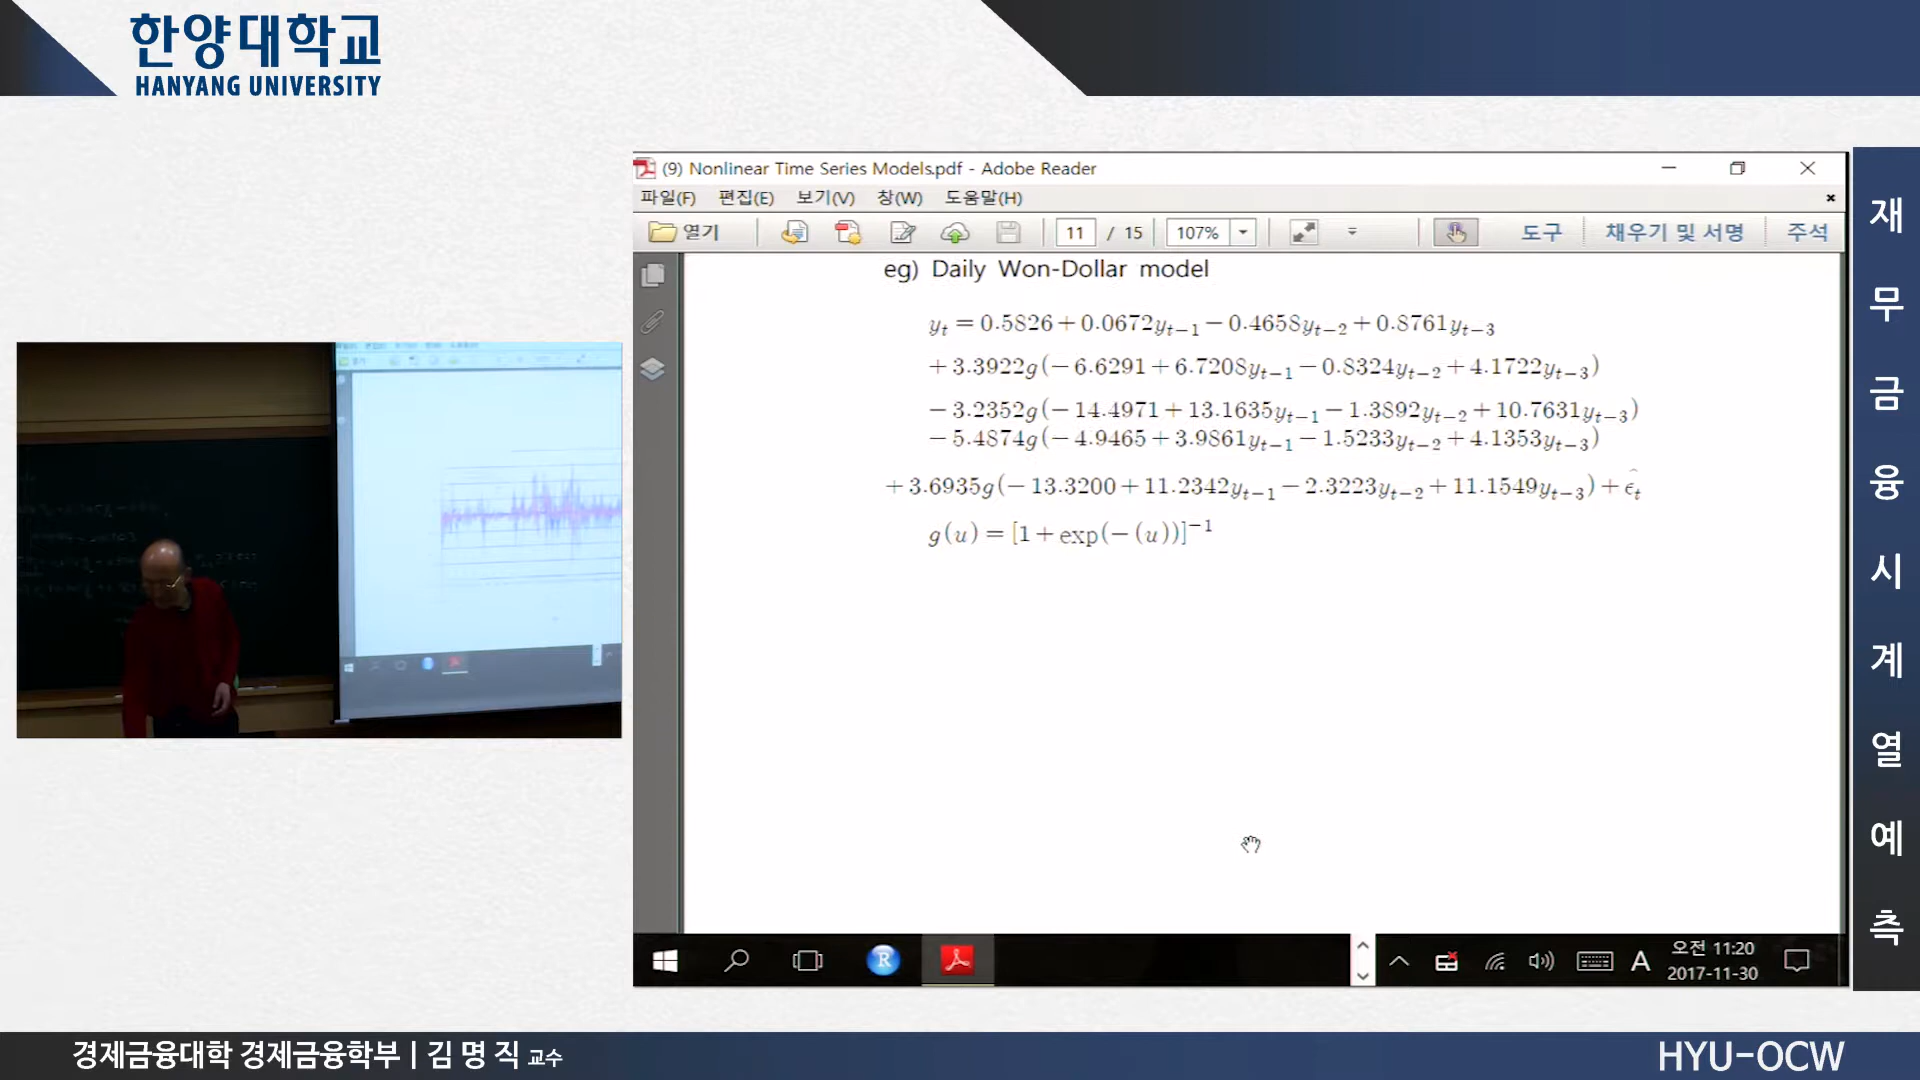 한양대학교
HANYANG UNIVERSITY
(9) Nonlinear Time Series Models.pdf - Adobe Reader
파일(F) 편집(E) 보기(V) 창(W) 도움말(H)
열기 11 / 15 107% 도구 채우기 및 서명 주석
eg) Daily Won-Dollar model
y_t = 0.5826 + 0.0672y_{t-1} - 0.4658y_{t-2} + 0.8761y_{t-3}
+ 3.3922g(- 6.6291 + 6.7208y_{t-1} - 0.8324y_{t-2} + 4.1722y_{t-3})
- 3.2352g(- 14.4971 + 13.1635y_{t-1} - 1.3892y_{t-2} + 10.7631y_{t-3})
- 5.4874g(- 4.9465 + 3.9861y_{t-1} - 1.5233y_{t-2} + 4.1353y_{t-3})
+ 3.6935g(- 13.3200 + 11.2342y_{t-1} - 2.3223y_{t-2} + 11.1549y_{t-3}) + \hat{ϵ_t}
g(u) = [1 + exp(- (u))]^{-1}
A 오전 11:20
2017-11-30
재무금융시계열예측
경제금융대학 경제금융학부 | 김명직 교수
HYU-OCW